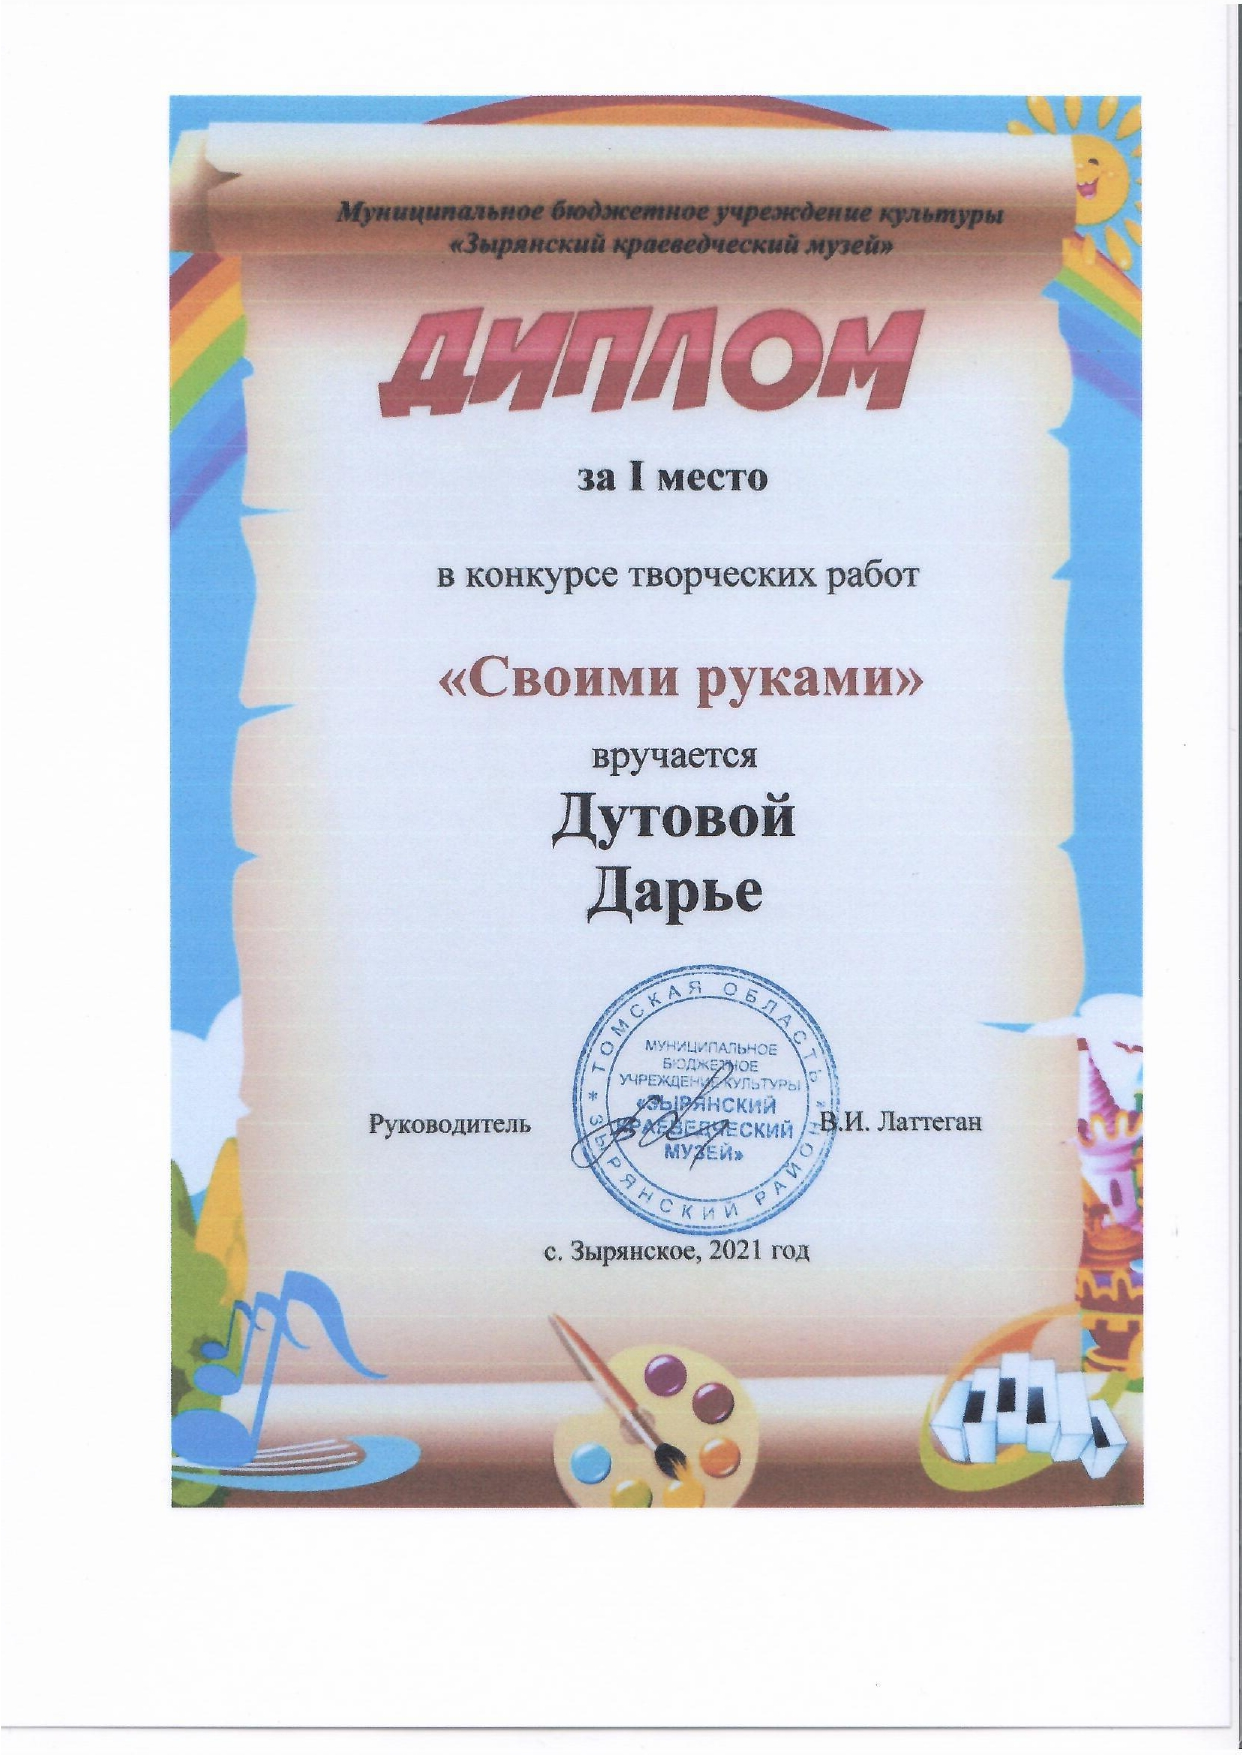 Муниципальное бюджетное учреждение культуры
«Зырянский краеведческий музей»
ДИПЛОМ
за I место
в конкурсе творческих работ
«Своими руками»
вручается
Дутовой
Дарье
* ТОМСКАЯ ОБЛАСТЬ * ЗЫРЯНСКИЙ РАЙОН
МУНИЦИПАЛЬНОЕ
БЮДЖЕТНОЕ
УЧРЕЖДЕНИЕ КУЛЬТУРЫ
«ЗЫРЯНСКИЙ
КРАЕВЕДЧЕСКИЙ
МУЗЕЙ»
Руководитель В.И. Латтеган
с. Зырянское, 2021 год